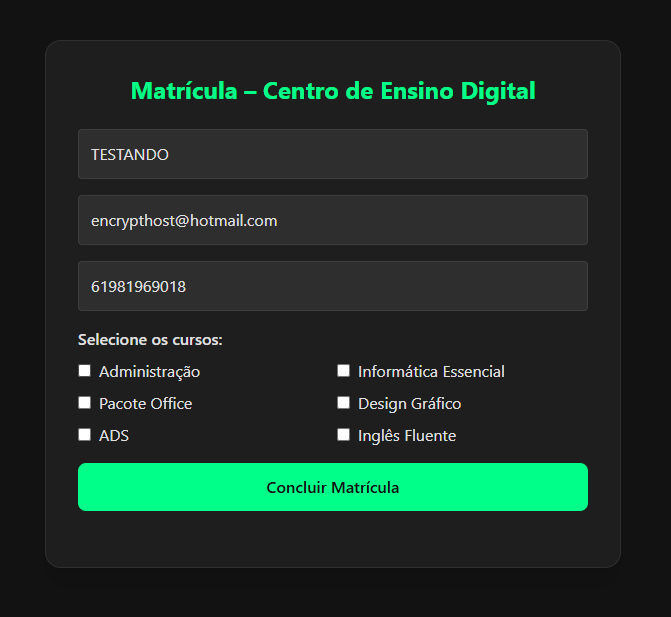 Matrícula – Centro de Ensino Digital
TESTANDO
encrypthost@hotmail.com
61981969018
Selecione os cursos:
Administração Informática Essencial
Pacote Office Design Gráfico
ADS Inglês Fluente
Concluir Matrícula